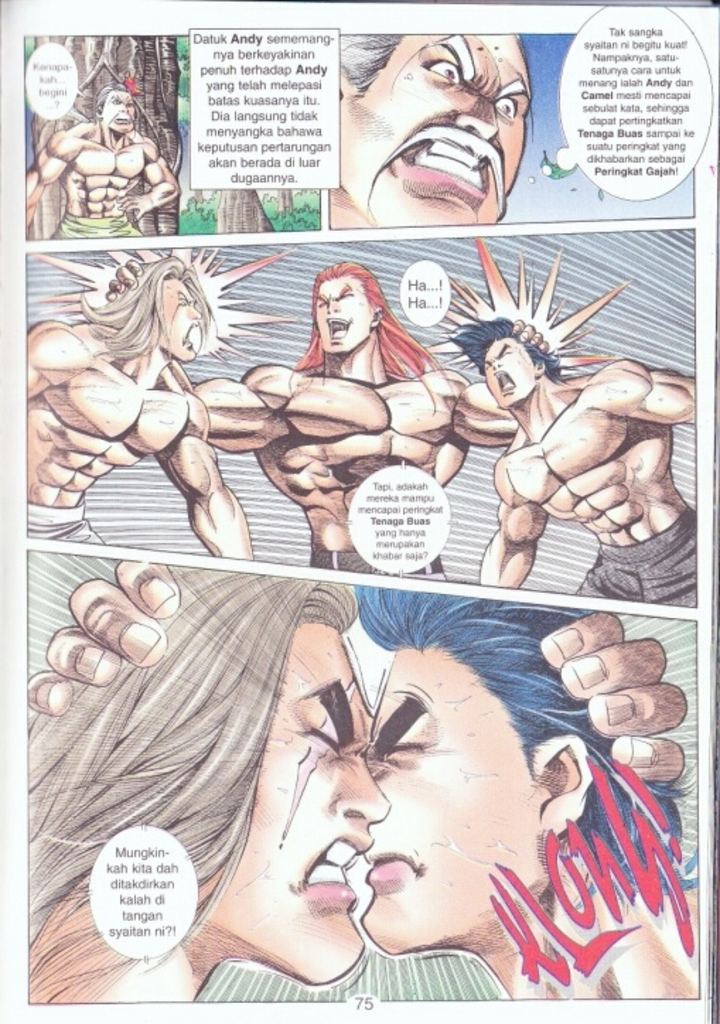 Kenapa-
kah...
begini
...?
Datuk Andy sememang-
nya berkeyakinan
penuh terhadap Andy
yang telah melepasi
batas kuasanya itu.
Dia langsung tidak
menyangka bahawa
keputusan pertarungan
akan berada di luar
dugaannya.
Tak sangka
syaitan ni begitu kuat!
Nampaknya, satu-
satunya cara untuk
menang ialah Andy dan
Camel mesti mencapai
sebulat kata, sehingga
dapat pertingkatkan
Tenaga Buas sampai ke
suatu peringkat yang
dikhabarkan sebagai
Peringkat Gajah!
Ha...!
Ha...!
Tapi, adakah
mereka mampu
mencapai peringkat
Tenaga Buas
yang hanya
merupakan
khabar saja?
Mungkin-
kah kita dah
ditakdirkan
kalah di
tangan
syaitan ni?!
KLONG!
75